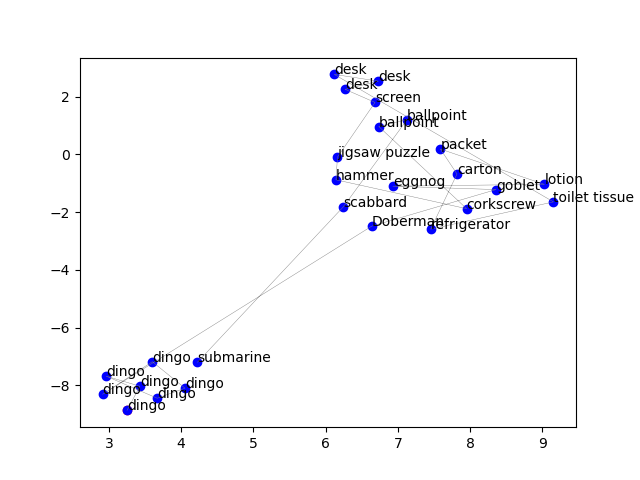 desk
desk
desk
screen
ballpoint
ballpoint
packet
jigsaw puzzle
carton
hammer
eggnog
goblet
lotion
toilet tissue
scabbard
corkscrew
Doberman
refrigerator
dingo
submarine
dingo
dingo
dingo
dingo
dingo
dingo
2
0
−2
−4
−6
−8
3
4
5
6
7
8
9